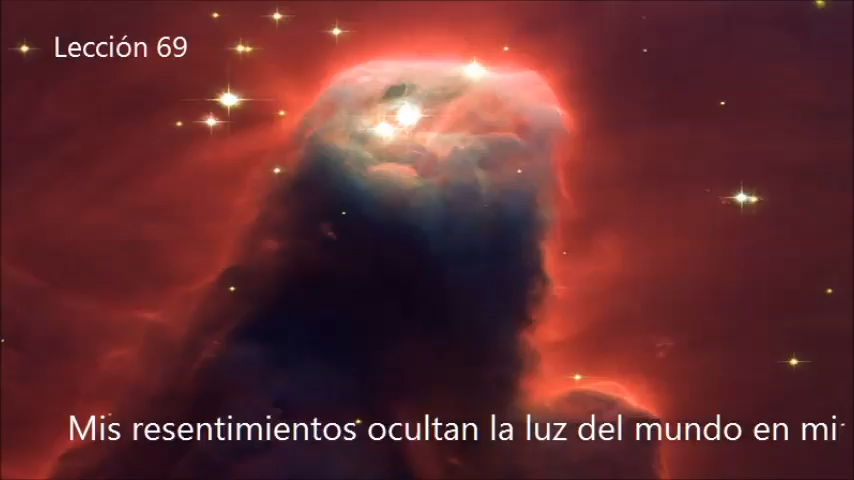 Lección 69
Mis resentimientos ocultan la luz del mundo en mi